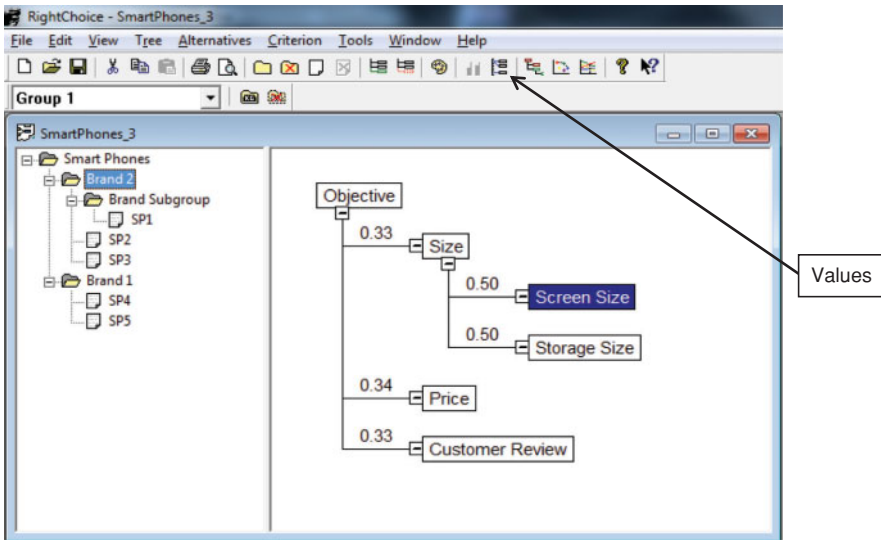 RightChoice - SmartPhones_3
File Edit View Tree Alternatives Criterion Tools Window Help
Group 1
SmartPhones_3
Smart Phones
Brand 2
Brand Subgroup
SP1
SP2
SP3
Brand 1
SP4
SP5
Objective
0.33
Size
0.50
Screen Size
0.50
Storage Size
0.34
Price
0.33
Customer Review
Values